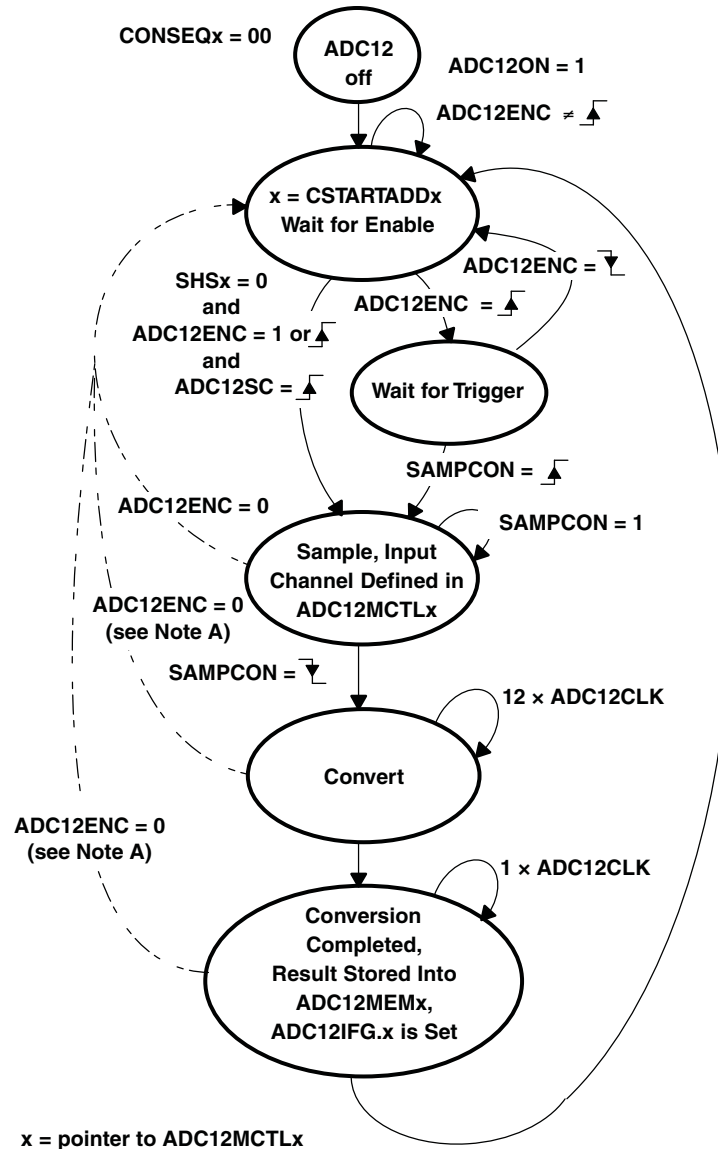 CONSEQx = 00
ADC12
off
ADC12ON = 1
ADC12ENC ≠
x = CSTARTADDx
Wait for Enable
ADC12ENC =
SHSx = 0
and
ADC12ENC = 1 or
and
ADC12SC =
ADC12ENC =
Wait for Trigger
SAMPCON =
ADC12ENC = 0
SAMPCON = 1
Sample, Input
Channel Defined in
ADC12MCTLx
ADC12ENC = 0
(see Note A)
SAMPCON =
12 × ADC12CLK
Convert
ADC12ENC = 0
(see Note A)
1 × ADC12CLK
Conversion
Completed,
Result Stored Into
ADC12MEMx,
ADC12IFG.x is Set
x = pointer to ADC12MCTLx